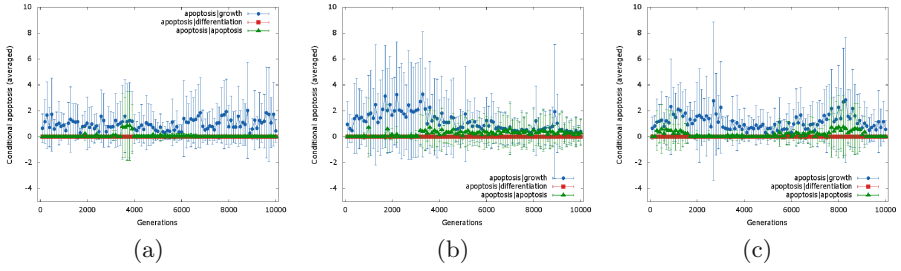 10
8
6
4
2
0
-2
-4
0 2000 4000 6000 8000 10000
Conditional apoptosis (averaged)
Generations
apoptosis|growth
apoptosis|differentiation
apoptosis|apoptosis
(a)
10
8
6
4
2
0
-2
-4
0 2000 4000 6000 8000 10000
Conditional apoptosis (averaged)
Generations
apoptosis|growth
apoptosis|differentiation
apoptosis|apoptosis
(b)
10
8
6
4
2
0
-2
-4
0 2000 4000 6000 8000 10000
Conditional apoptosis (averaged)
Generations
apoptosis|growth
apoptosis|differentiation
apoptosis|apoptosis
(c)